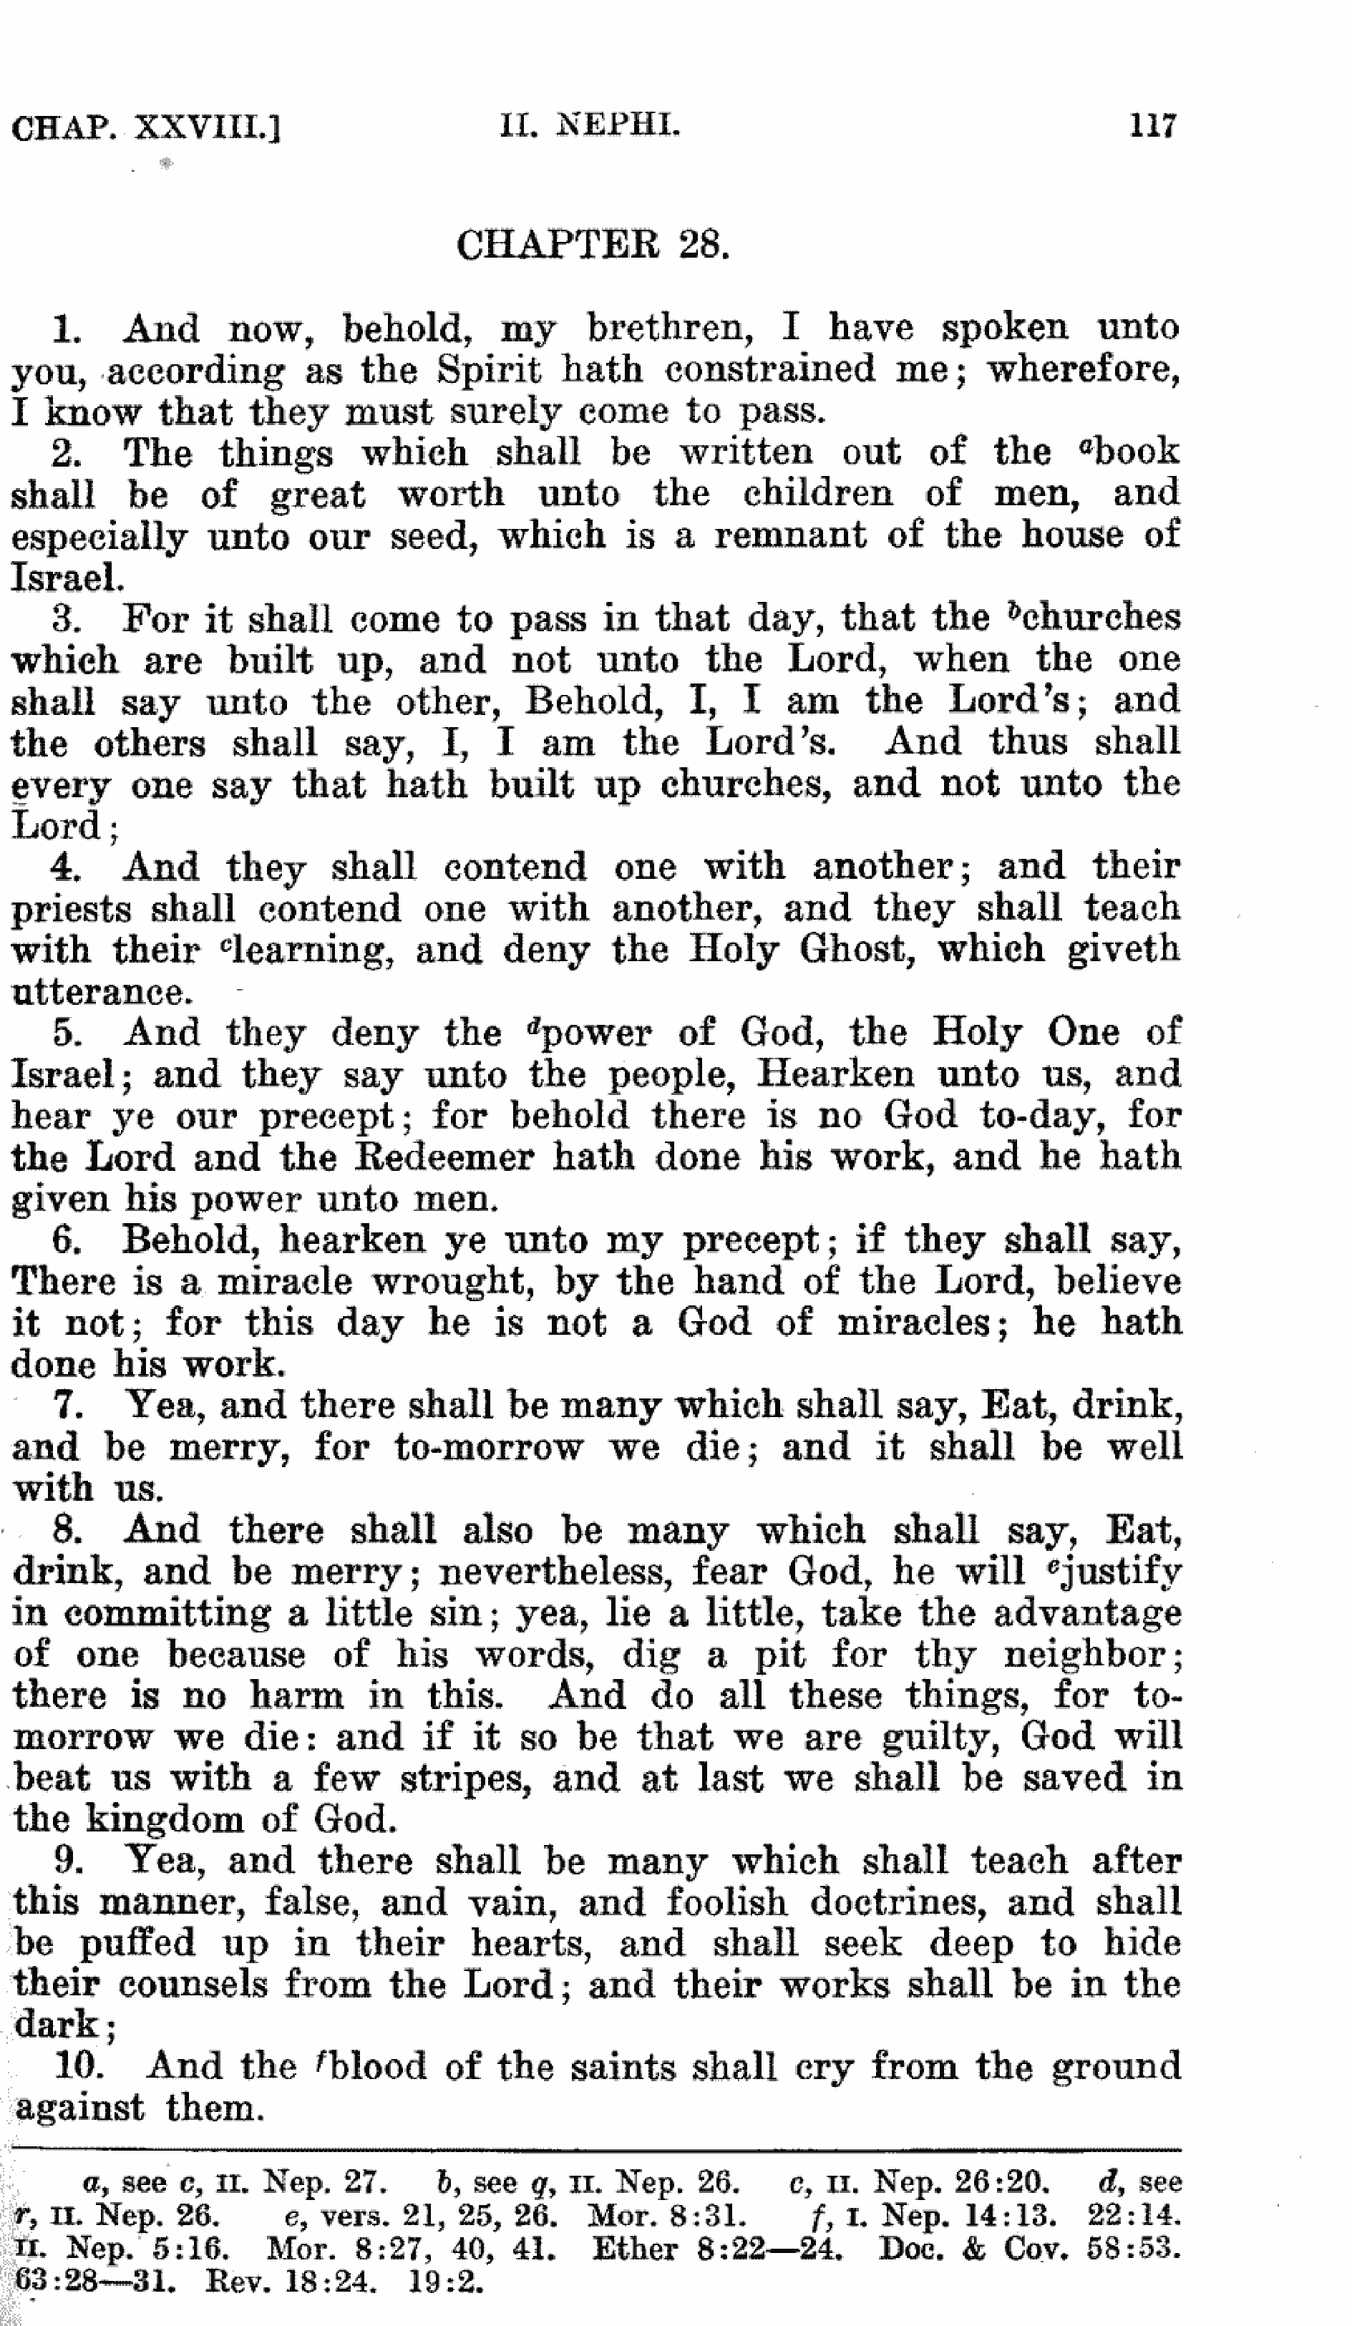 CHAP. XXVIII.] II. NEPHI. 117
CHAPTER 28.
1. And now, behold, my brethren, I have spoken unto
you, according as the Spirit hath constrained me; wherefore,
I know that they must surely come to pass.
2. The things which shall be written out of the ᵃbook
shall be of great worth unto the children of men, and
especially unto our seed, which is a remnant of the house of
Israel.
3. For it shall come to pass in that day, that the ᵇchurches
which are built up, and not unto the Lord, when the one
shall say unto the other, Behold, I, I am the Lord's; and
the others shall say, I, I am the Lord's. And thus shall
every one say that hath built up churches, and not unto the
Lord;
4. And they shall contend one with another; and their
priests shall contend one with another, and they shall teach
with their ᶜlearning, and deny the Holy Ghost, which giveth
utterance.
5. And they deny the ᵈpower of God, the Holy One of
Israel; and they say unto the people, Hearken unto us, and
hear ye our precept; for behold there is no God to-day, for
the Lord and the Redeemer hath done his work, and he hath
given his power unto men.
6. Behold, hearken ye unto my precept; if they shall say,
There is a miracle wrought, by the hand of the Lord, believe
it not; for this day he is not a God of miracles; he hath
done his work.
7. Yea, and there shall be many which shall say, Eat, drink,
and be merry, for to-morrow we die; and it shall be well
with us.
8. And there shall also be many which shall say, Eat,
drink, and be merry; nevertheless, fear God, he will ᵉjustify
in committing a little sin; yea, lie a little, take the advantage
of one because of his words, dig a pit for thy neighbor;
there is no harm in this. And do all these things, for to-
morrow we die: and if it so be that we are guilty, God will
beat us with a few stripes, and at last we shall be saved in
the kingdom of God.
9. Yea, and there shall be many which shall teach after
this manner, false, and vain, and foolish doctrines, and shall
be puffed up in their hearts, and shall seek deep to hide
their counsels from the Lord; and their works shall be in the
dark;
10. And the ᶠblood of the saints shall cry from the ground
against them.
a, see c, II. Nep. 27. b, see q, II. Nep. 26. c, II. Nep. 26:20. d, see
r, II. Nep. 26. e, vers. 21, 25, 26. Mor. 8:31. f, I. Nep. 14:13. 22:14.
II. Nep. 5:16. Mor. 8:27, 40, 41. Ether 8:22—24. Doc. & Cov. 58:53.
63:28—31. Rev. 18:24. 19:2.